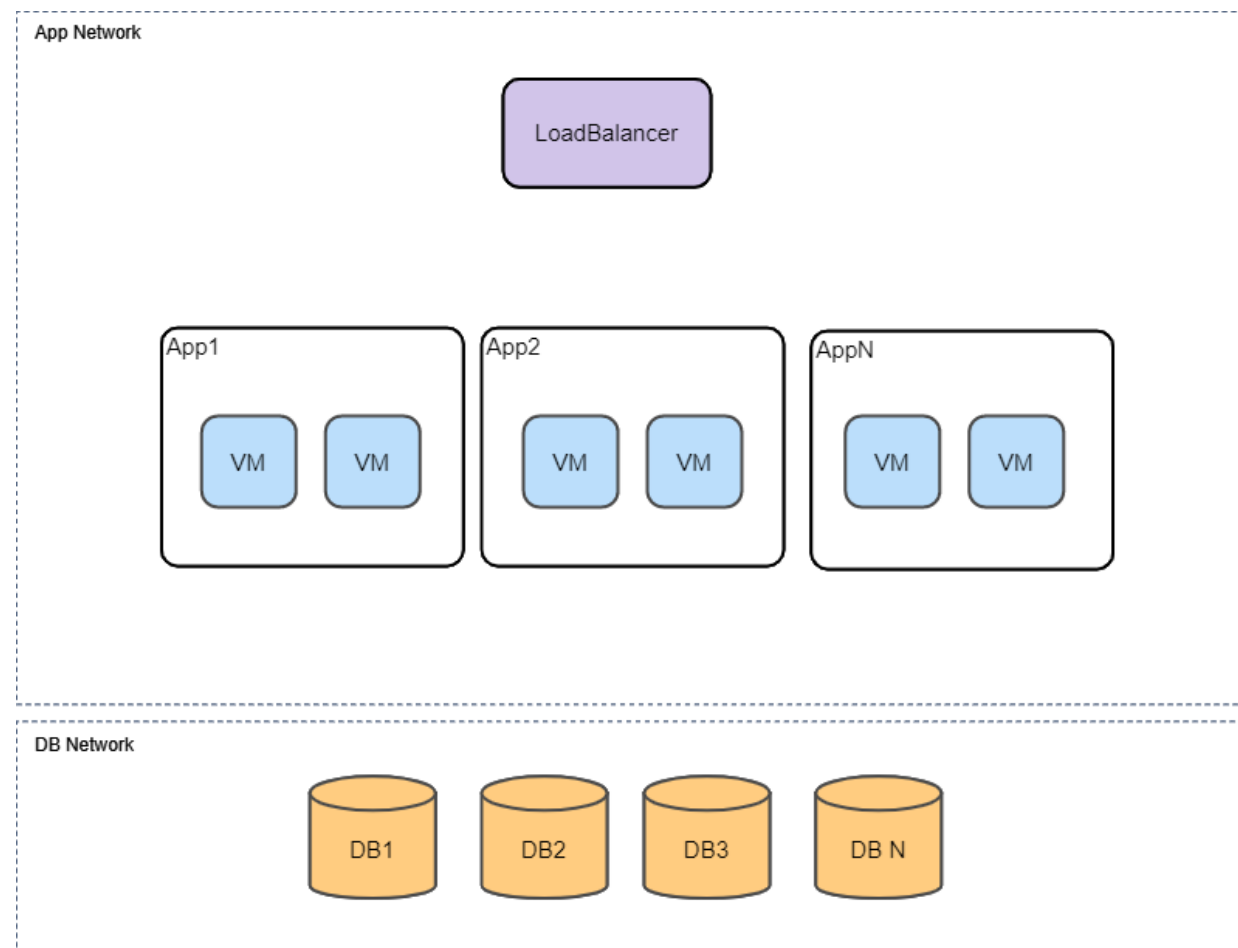 App Network
LoadBalancer
App1
App2
AppN
VM
VM
VM
VM
VM
VM
DB Network
DB1
DB2
DB3
DB N